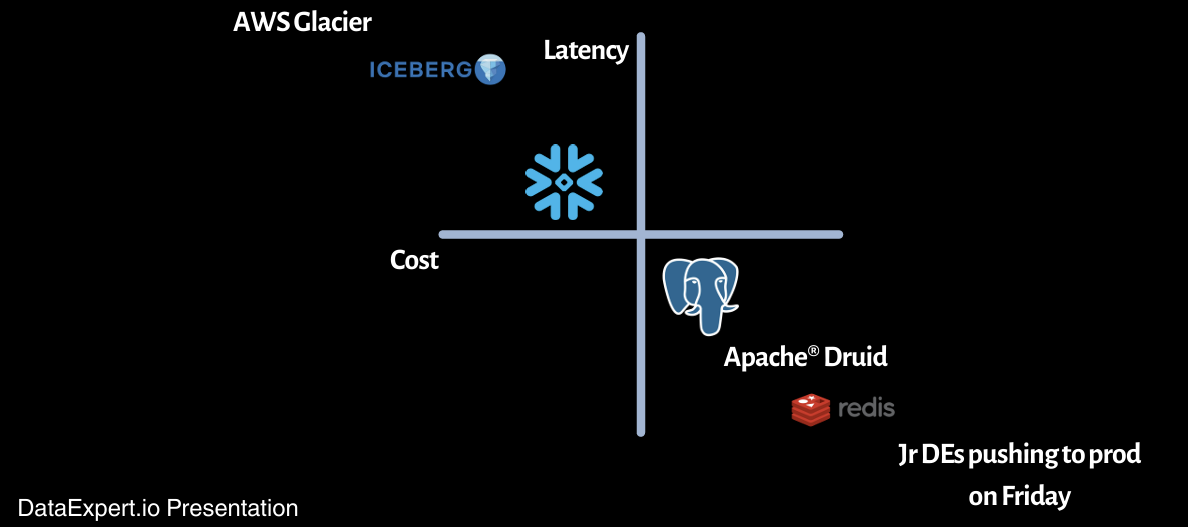 AWS Glacier
Latency
ICEBERG
Cost
Apache® Druid
redis
Jr DEs pushing to prod
on Friday
DataExpert.io Presentation